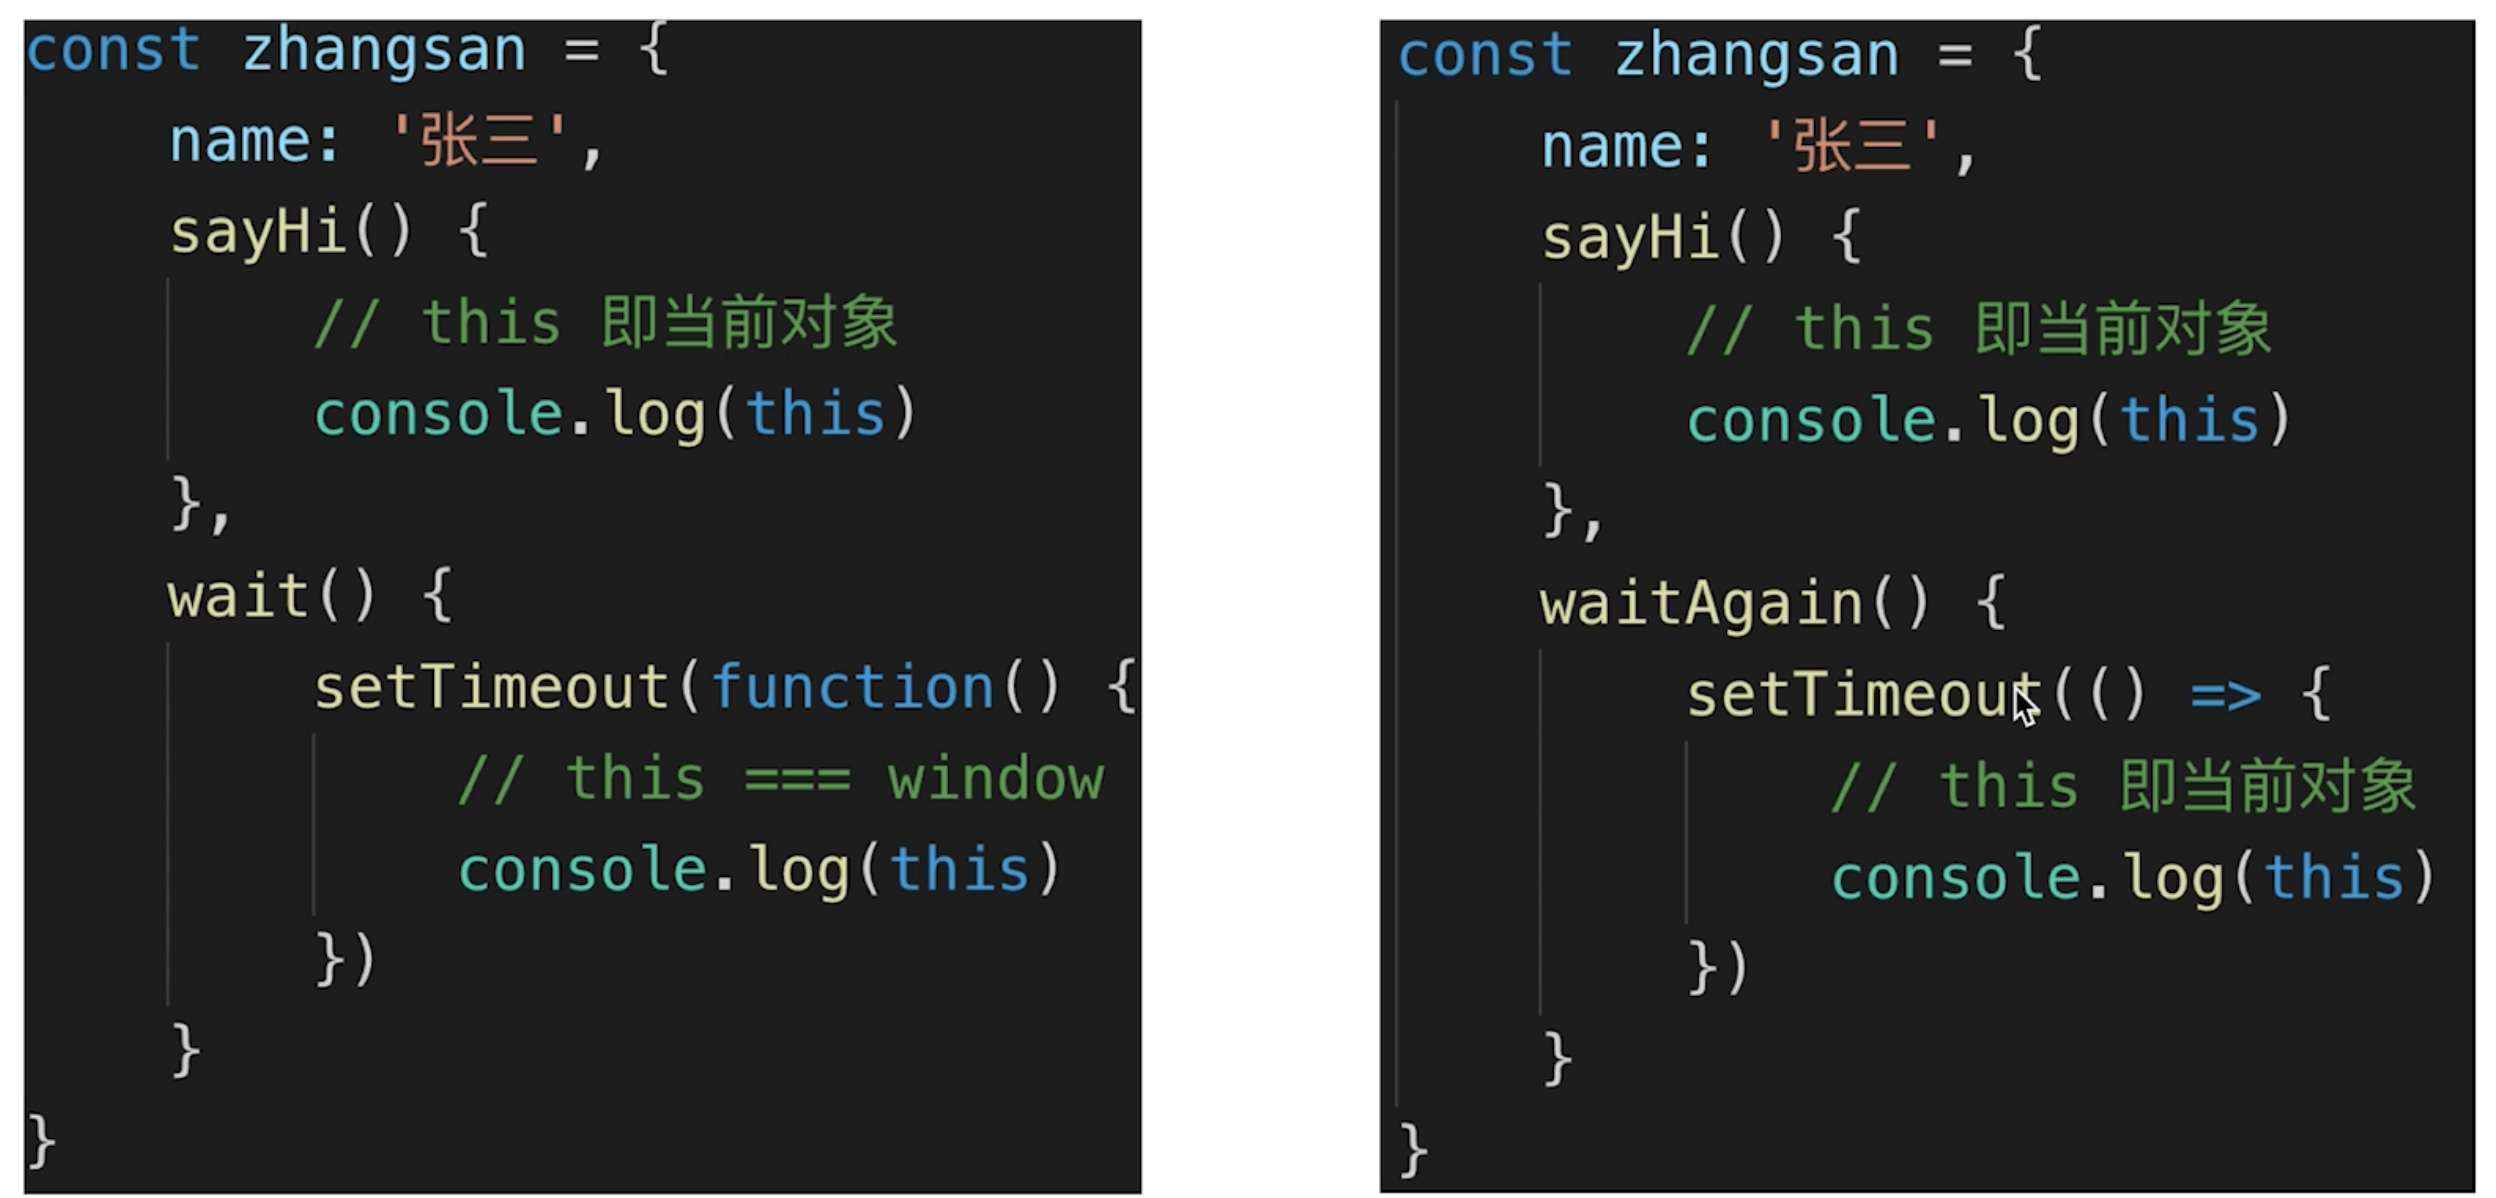 const zhangsan = {
    name: '张三',
    sayHi() {
        // this 即当前对象
        console.log(this)
    },
    wait() {
        setTimeout(function() {
            // this === window
            console.log(this)
        })
    }
}
const zhangsan = {
    name: '张三',
    sayHi() {
        // this 即当前对象
        console.log(this)
    },
    waitAgain() {
        setTimeout(() => {
            // this 即当前对象
            console.log(this)
        })
    }
}